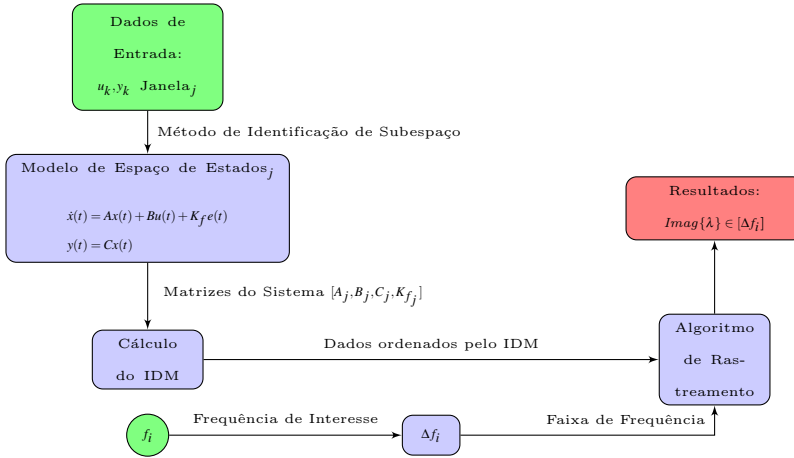 Dados de
Entrada:
u_k, y_k Janela_j
Método de Identificação de Subespaço
Modelo de Espaço de Estados_j
ẋ(t) = Ax(t) + Bu(t) + K_f e(t)
y(t) = Cx(t)
Matrizes do Sistema [A_j, B_j, C_j, K_{f_j}]
Cálculo
do IDM
Dados ordenados pelo IDM
Algoritmo
de Ras-
treamento
Resultados:
Imag{λ} ∈ [Δf_i]
f_i
Frequência de Interesse
Δf_i
Faixa de Frequência